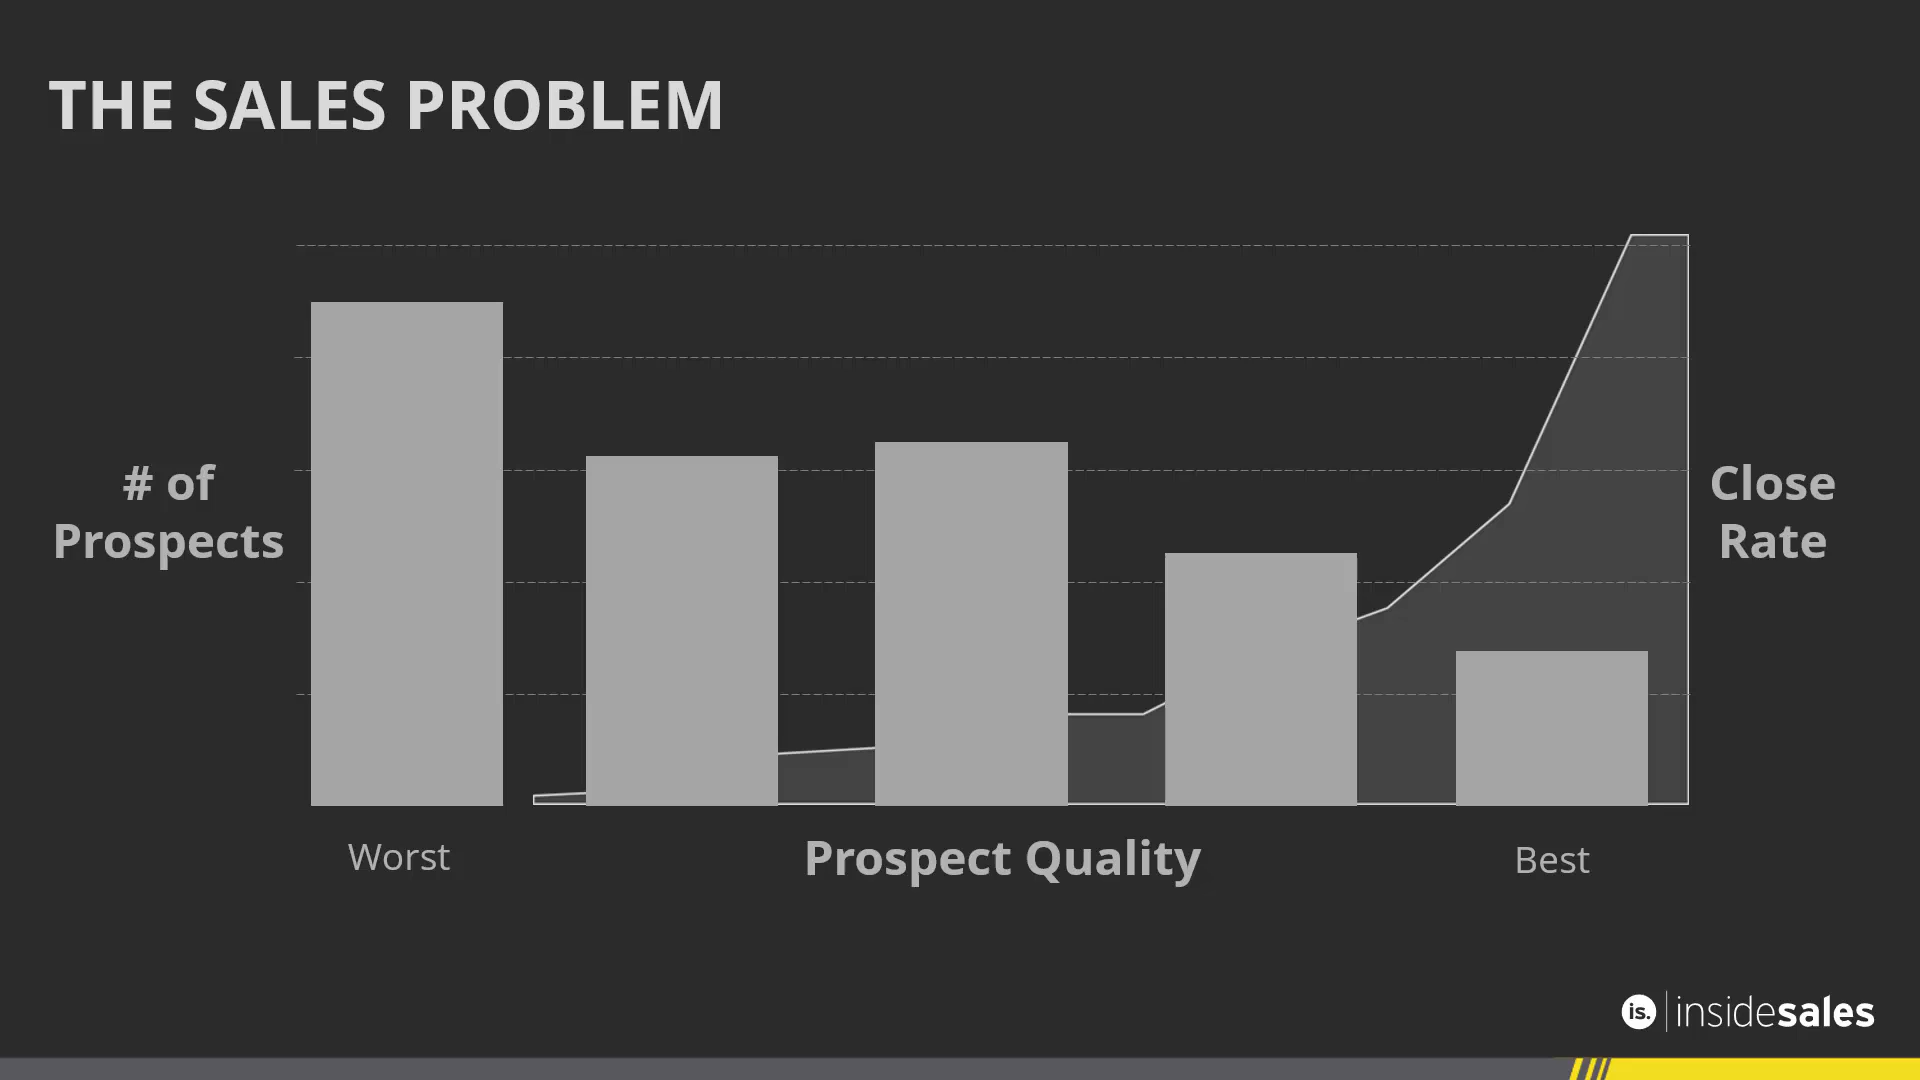 THE SALES PROBLEM
# of
Prospects
Close
Rate
Worst
Prospect Quality
Best
is. insidesales